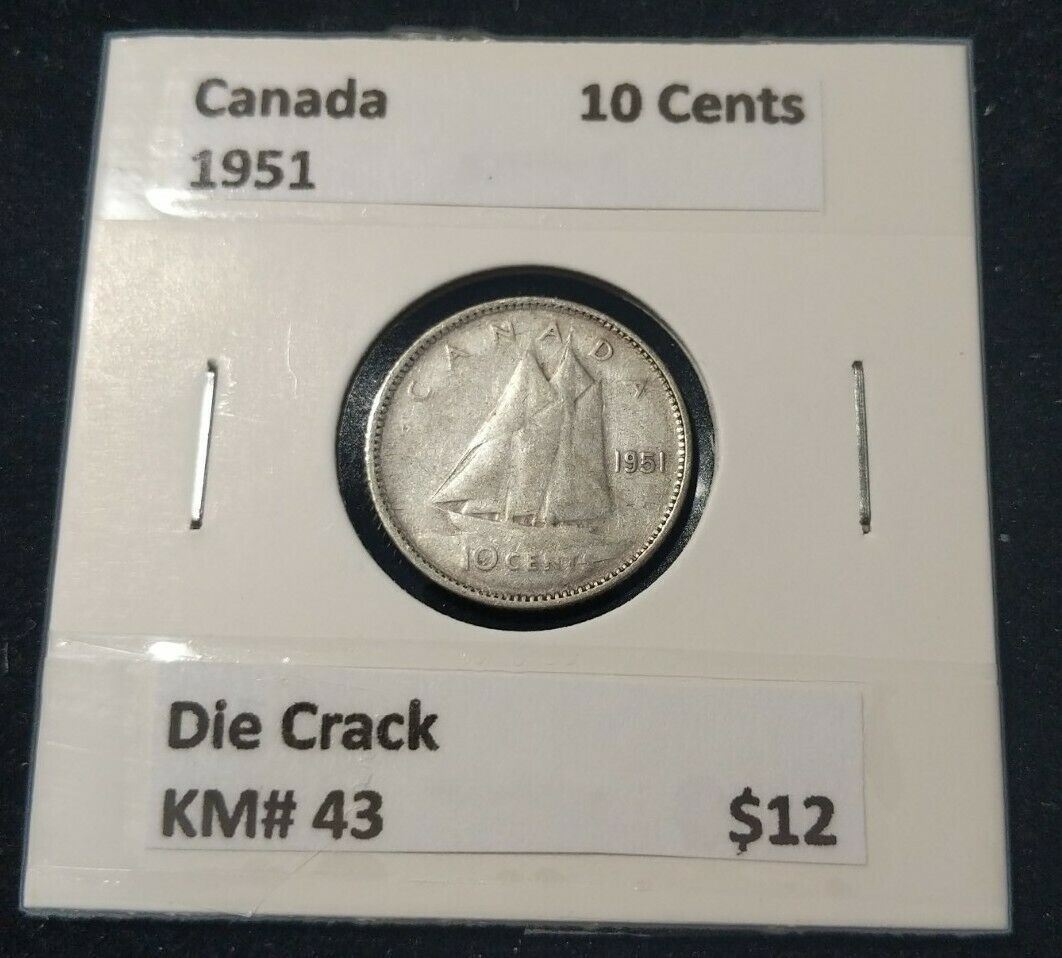 Canada 10 Cents
1951
CANADA
1951
10 CENTS
Die Crack
KM# 43 $12